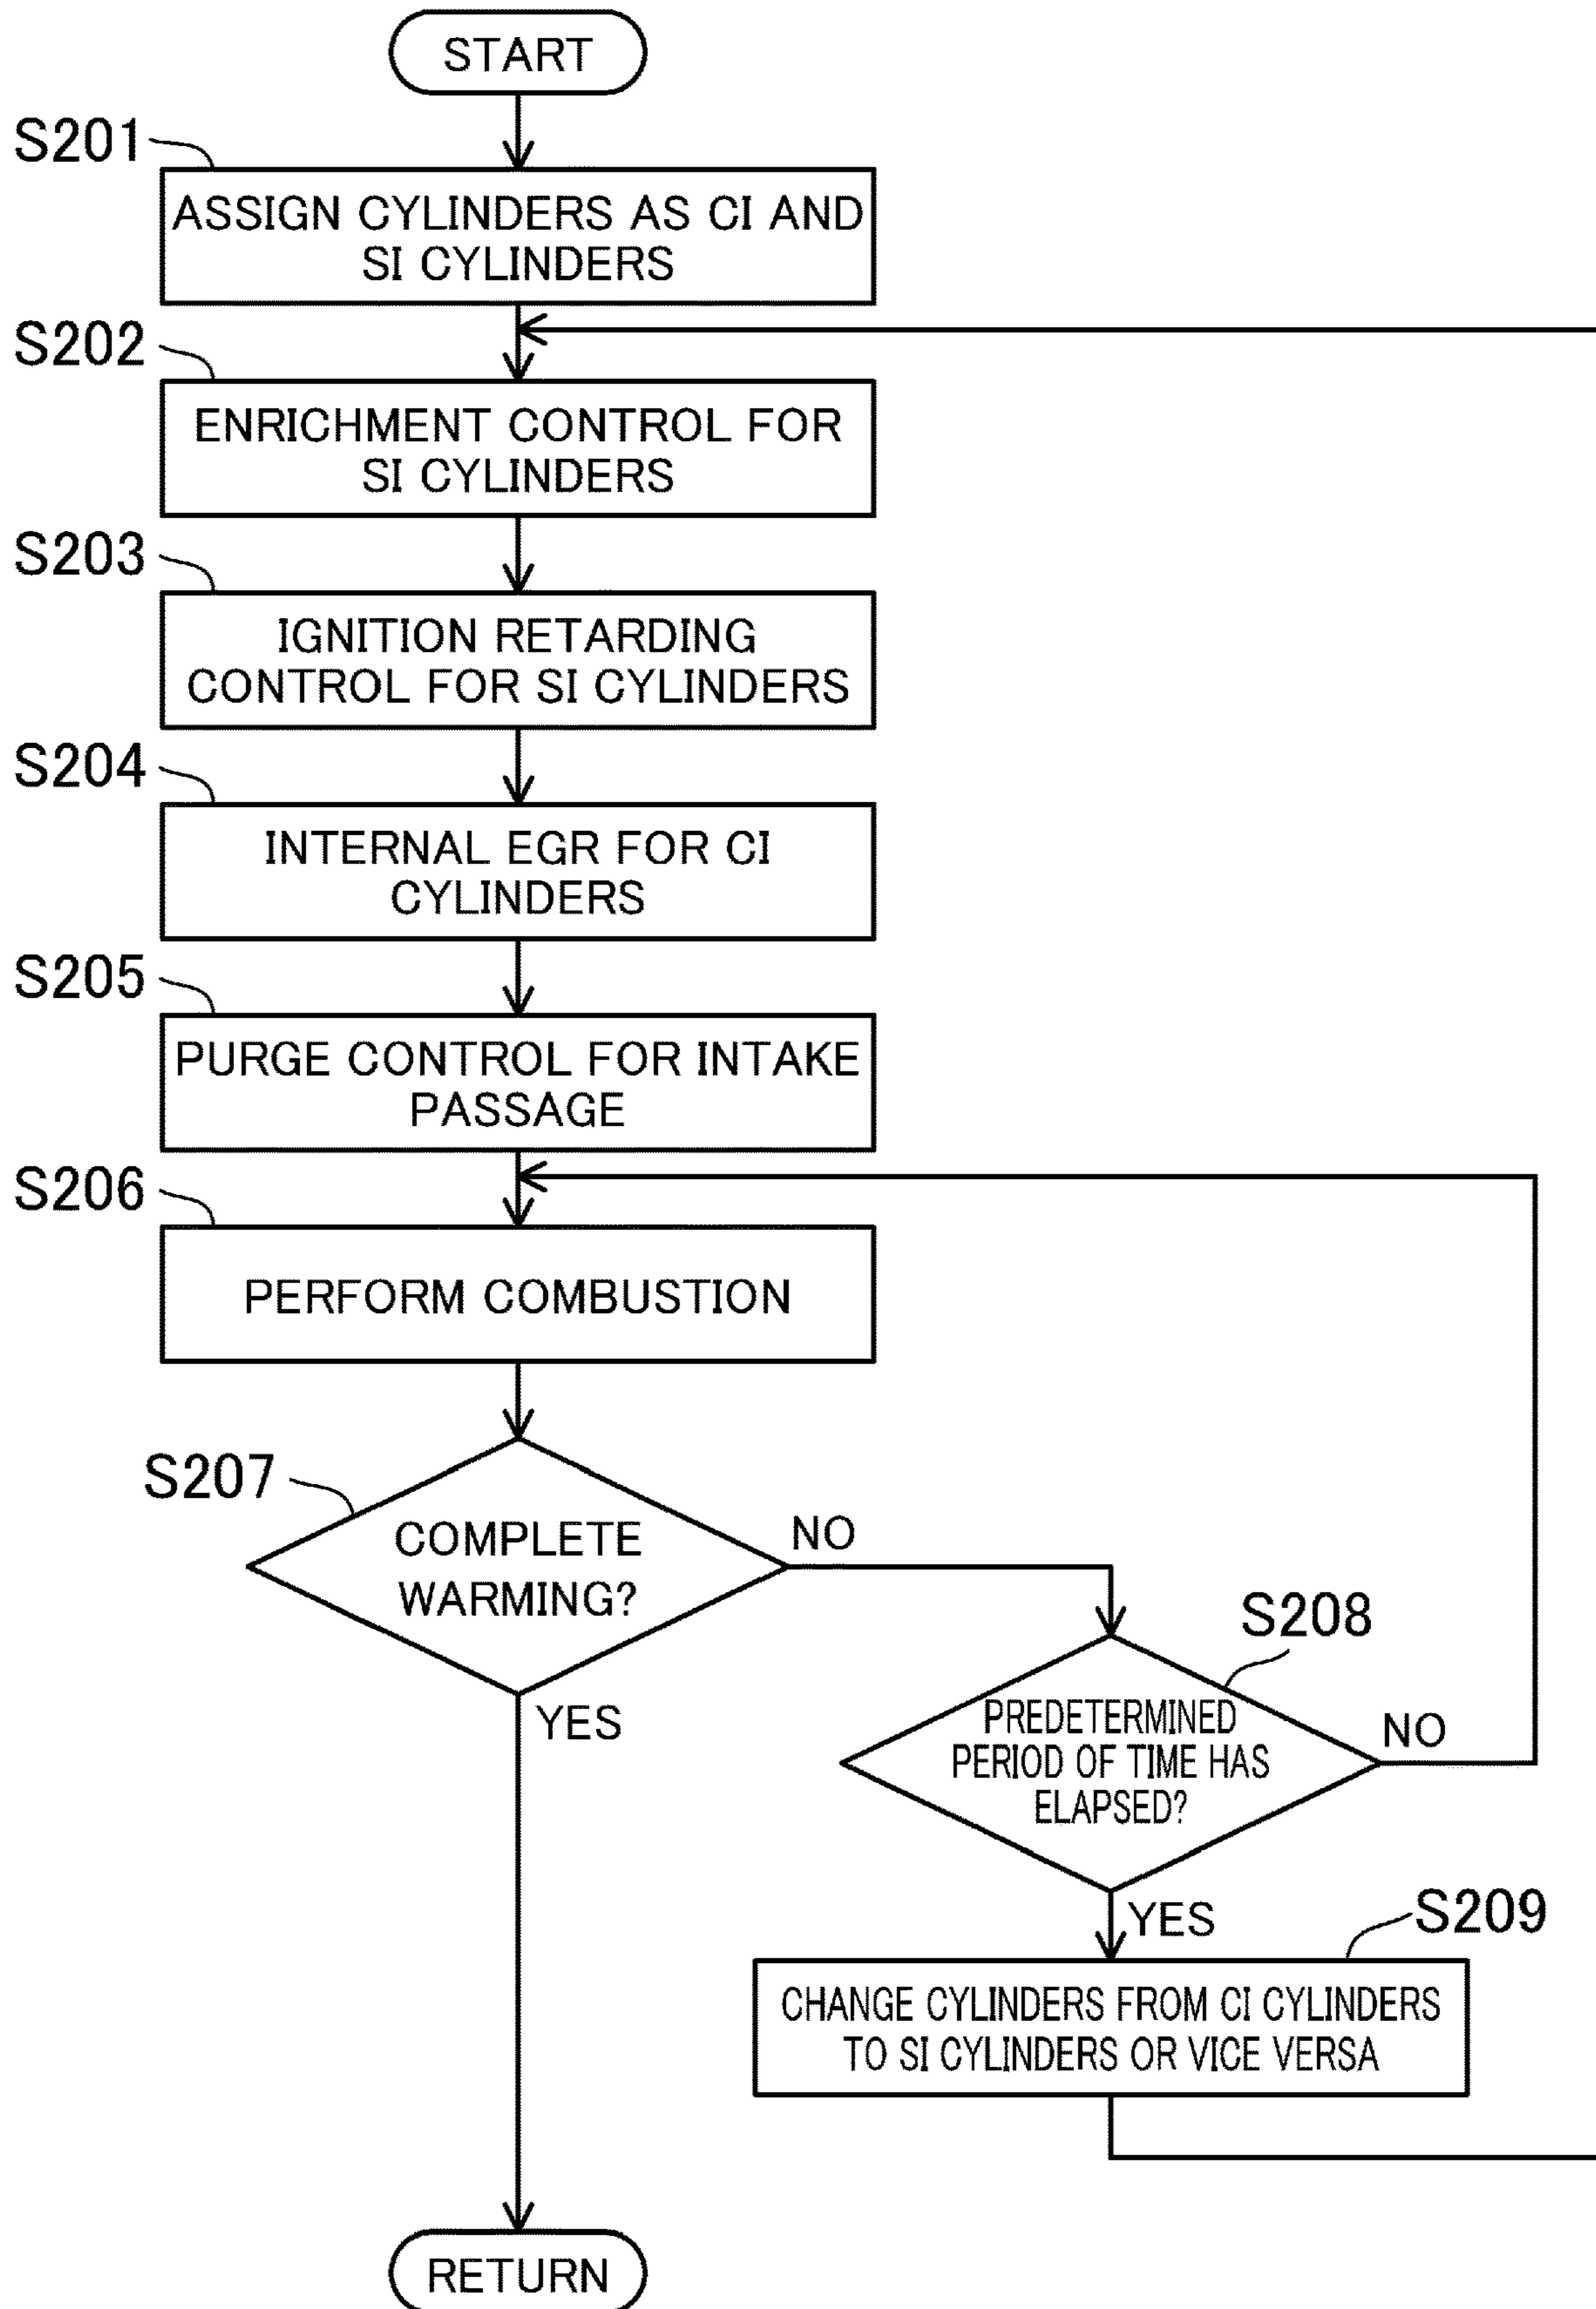 START
S201
ASSIGN CYLINDERS AS CI AND
SI CYLINDERS
S202
ENRICHMENT CONTROL FOR
SI CYLINDERS
S203
IGNITION RETARDING
CONTROL FOR SI CYLINDERS
S204
INTERNAL EGR FOR CI
CYLINDERS
S205
PURGE CONTROL FOR INTAKE
PASSAGE
S206
PERFORM COMBUSTION
S207
COMPLETE
WARMING?
NO
YES
S208
PREDETERMINED
PERIOD OF TIME HAS
ELAPSED?
NO
YES
S209
CHANGE CYLINDERS FROM CI CYLINDERS
TO SI CYLINDERS OR VICE VERSA
RETURN